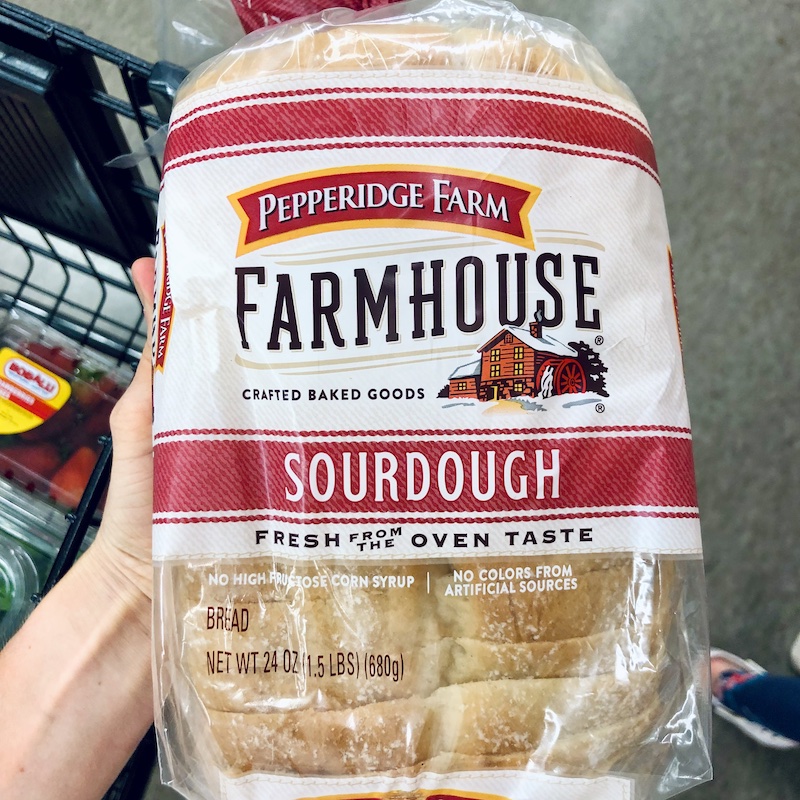 PEPPERIDGE FARM
FARMHOUSE®
CRAFTED BAKED GOODS
®
SOURDOUGH
FRESH FROM THE OVEN TASTE
NO HIGH FRUCTOSE CORN SYRUP | NO COLORS FROM
ARTIFICIAL SOURCES
BREAD
NET WT 24 OZ (1.5 LBS) (680g)